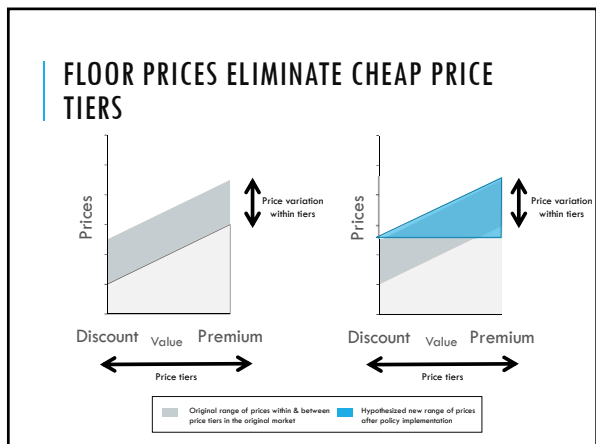 FLOOR PRICES ELIMINATE CHEAP PRICE
TIERS
Prices
Price variation
within tiers
Discount Value Premium
Price tiers
Prices
Price variation
within tiers
Discount Value Premium
Price tiers
Original range of prices within & between
price tiers in the original market
Hypothesized new range of prices
after policy implementation